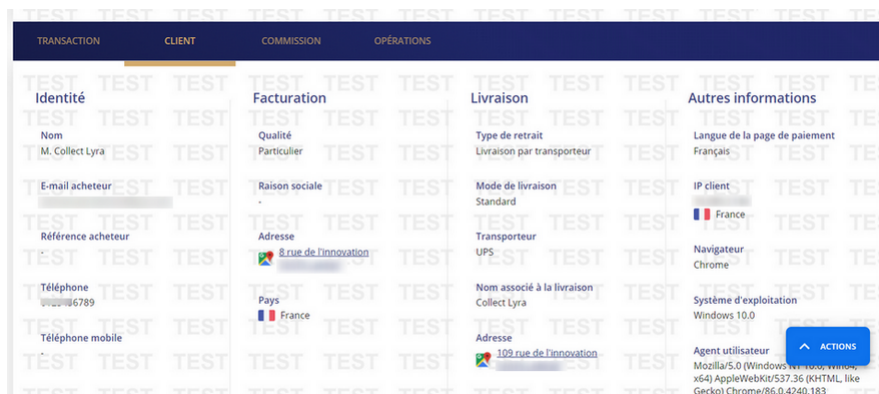 TRANSACTION
CLIENT
COMMISSION
OPÉRATIONS
Identité
Nom
M. Collect Lyra
E-mail acheteur
Référence acheteur
-
Téléphone
6789
Téléphone mobile
-
Facturation
Qualité
Particulier
Raison sociale
-
Adresse
8 rue de l'innovation
Pays
France
Livraison
Type de retrait
Livraison par transporteur
Mode de livraison
Standard
Transporteur
UPS
Nom associé à la livraison
Collect Lyra
Adresse
109 rue de l'innovation
Autres informations
Langue de la page de paiement
Français
IP client
France
Navigateur
Chrome
Système d'exploitation
Windows 10.0
Agent utilisateur
Mozilla/5.0 (Windows NT 10.0; Win64;
x64) AppleWebKit/537.36 (KHTML, like
Gecko) Chrome/86.0.4240.183
ACTIONS
TEST